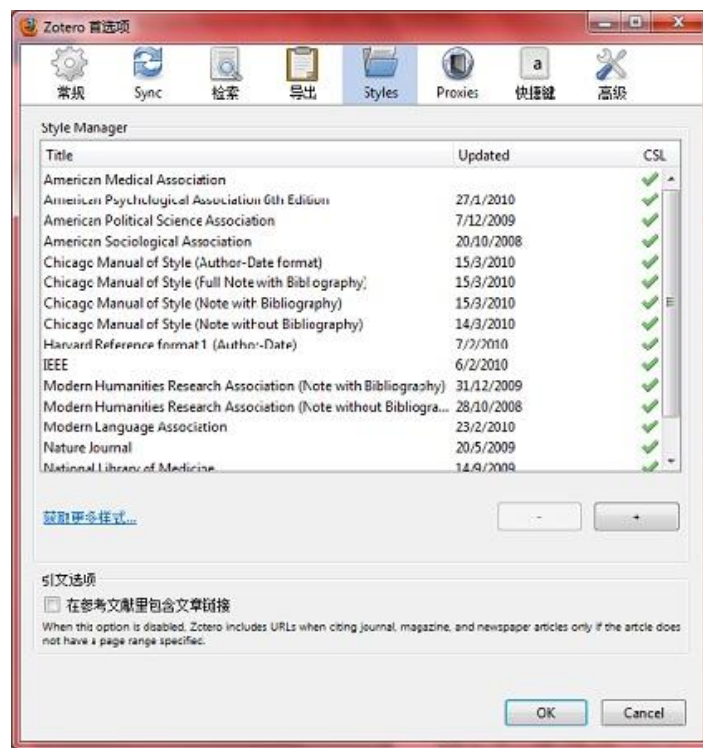 Zotero 首选项
常规 Sync 检索 导出 Styles Proxies 快捷键 高级
Style Manager
Title Updated CSL
American Medical Association
American Psychological Association 6th Edition 27/1/2010
American Political Science Association 7/12/2009
American Sociological Association 20/10/2008
Chicago Manual of Style (Author-Date format) 15/3/2010
Chicago Manual of Style (Full Note with Bibliography) 15/3/2010
Chicago Manual of Style (Note with Bibliography) 15/3/2010
Chicago Manual of Style (Note without Bibliography) 14/3/2010
Harvard Reference format 1 (Author-Date) 7/2/2010
IEEE 6/2/2010
Modern Humanities Research Association (Note with Bibliography) 31/12/2009
Modern Humanities Research Association (Note without Bibliogra... 28/10/2008
Modern Language Association 23/2/2010
Nature Journal 20/5/2009
National Library of Medicine 14/9/2009
获取更多样式...
- +
引文选项
在参考文献里包含文章链接
When this option is disabled, Zotero includes URLs when citing journal, magazine, and newspaper articles only if the article does
not have a page range specified.
OK Cancel